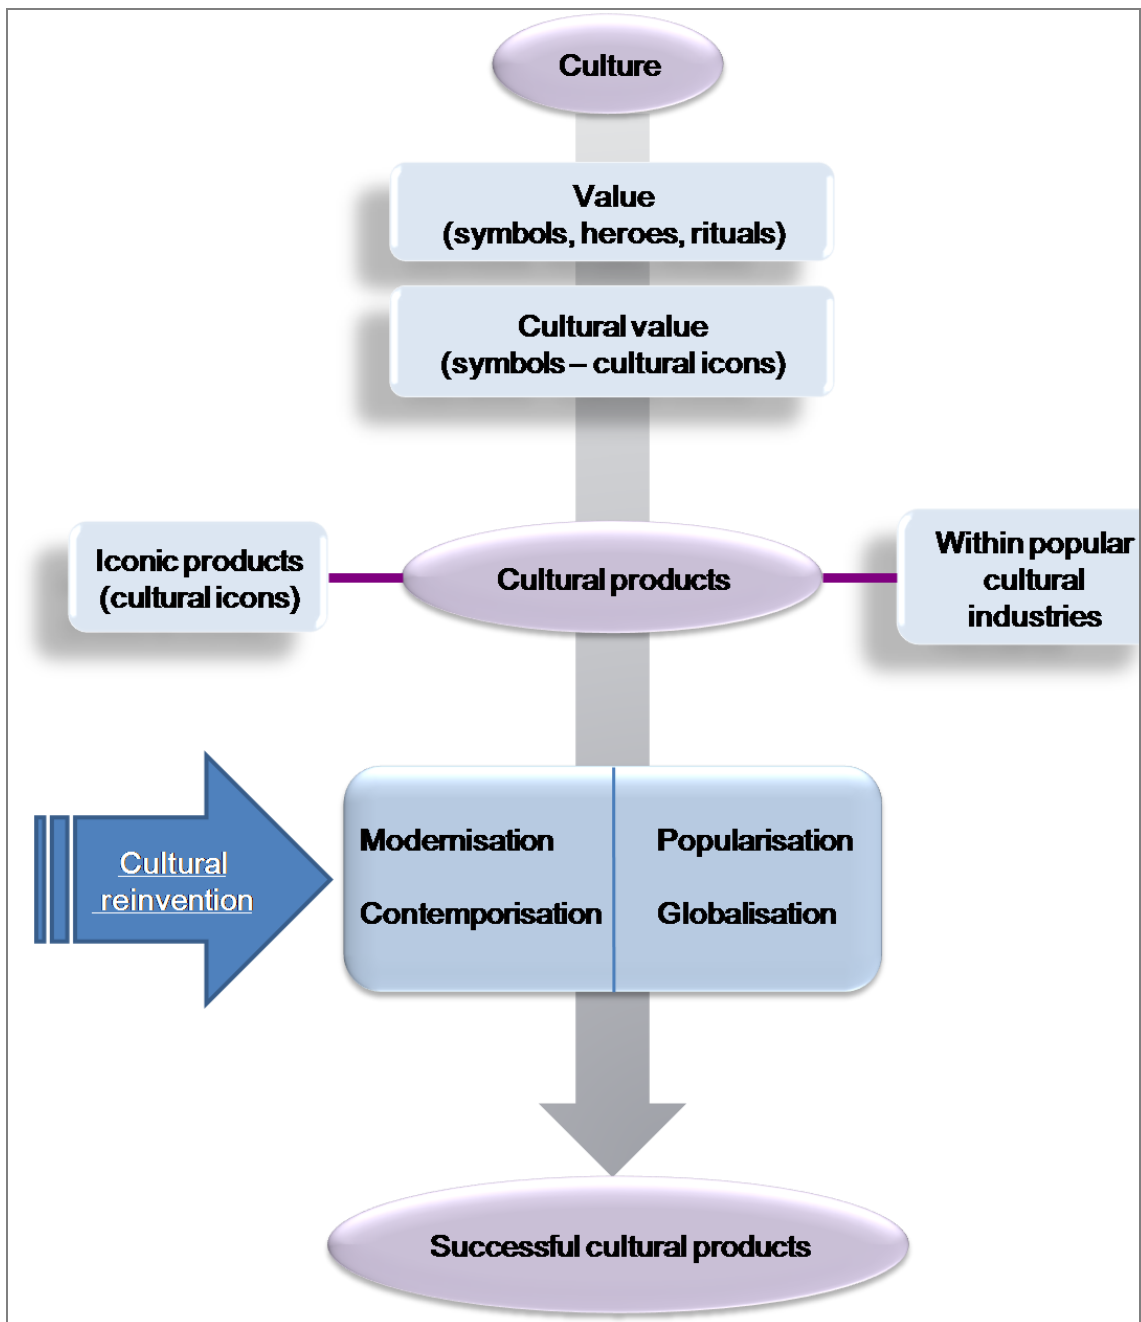 Culture
Value
(symbols, heroes, rituals)
Cultural value
(symbols – cultural icons)
Iconic products
(cultural icons)
Cultural products
Within popular
cultural
industries
Cultural
reinvention
Modernisation
Contemporisation
Popularisation
Globalisation
Successful cultural products